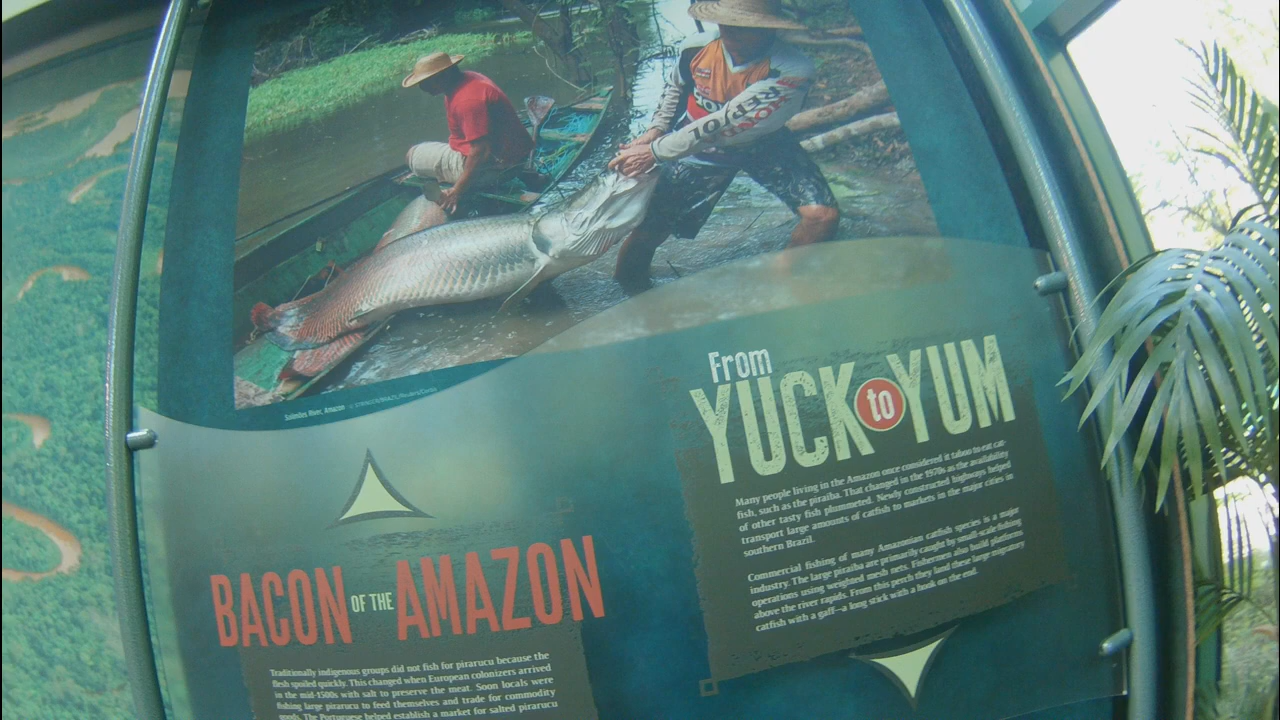 Solimões River, Amazon
From
YUCK to YUM
Many people living in the Amazon once considered it taboo to eat cat-
fish, such as the piraiba. That changed in the 1970s as the availability
of other tasty fish plummeted. Newly constructed highways helped
transport large amounts of catfish to markets in the major cities in
southern Brazil.
Commercial fishing of many Amazonian catfish species is a major
industry. The large piraiba are primarily caught by small-scale fishing
operations using weighted mesh nets. Fishermen also build platforms
above the river rapids. From this perch they land these large migratory
catfish with a gaff—a long stick with a hook on the end.
BACON OF THE AMAZON
Traditionally indigenous groups did not fish for pirarucu because the
flesh spoiled quickly. This changed when European colonizers arrived
in the mid-1500s with salt to preserve the meat. Soon locals were
fishing large pirarucu to feed themselves and trade for commodity
goods. The Portuguese helped establish a market for salted pirarucu